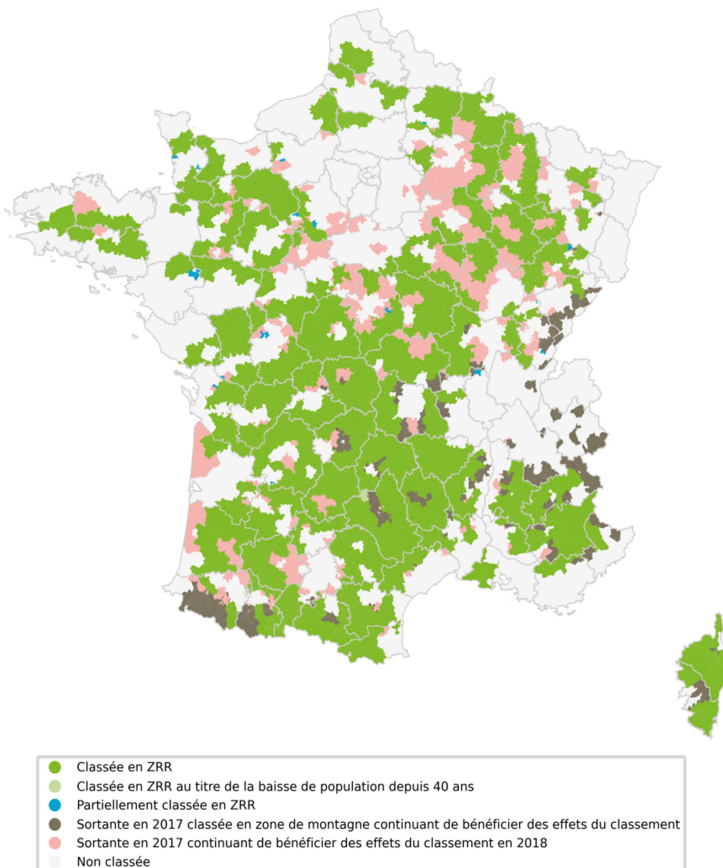 Classée en ZRR
Classée en ZRR au titre de la baisse de population depuis 40 ans
Partiellement classée en ZRR
Sortante en 2017 classée en zone de montagne continuant de bénéficier des effets du classement
Sortante en 2017 continuant de bénéficier des effets du classement en 2018
Non classée